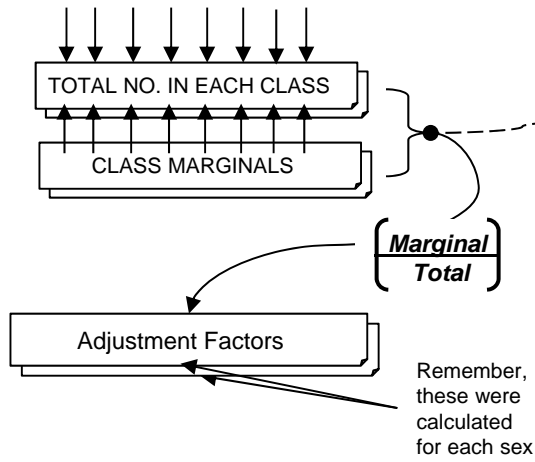 TOTAL NO. IN EACH CLASS
CLASS MARGINALS
Marginal
Total
Adjustment Factors
Remember,
these were
calculated
for each sex